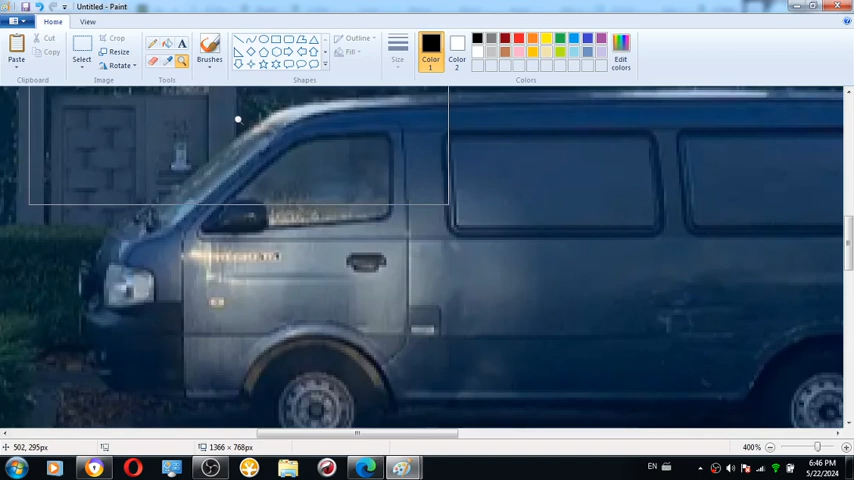 Untitled - Paint
Home
View
Paste
Cut
Copy
Clipboard
Select
Crop
Resize
Rotate
Image
A
Tools
Brushes
Shapes
Outline
Fill
Size
Color
1
Color
2
Colors
Edit
colors
502, 295px
1366 × 768px
400%
EN
6:46 PM
5/22/2024